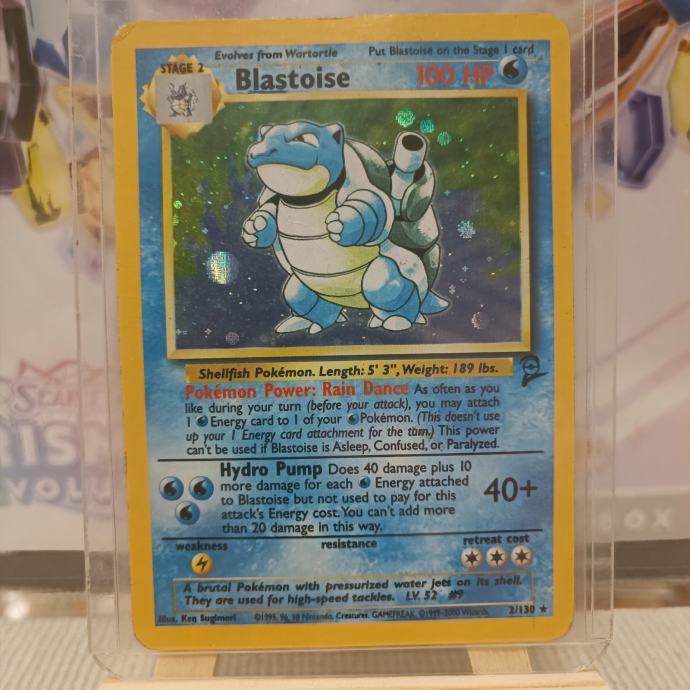 Evolves from Wartortle
Put Blastoise on the Stage 1 card
STAGE 2
Blastoise
100 HP
Shellfish Pokémon. Length: 5' 3", Weight: 189 lbs.
Pokémon Power: Rain Dance As often as you
like during your turn (before your attack), you may attach
1 Energy card to 1 of your Pokémon. (This doesn't use
up your 1 Energy card attachment for the turn.) This power
can't be used if Blastoise is Asleep, Confused, or Paralyzed.
Hydro Pump Does 40 damage plus 10
more damage for each Energy attached
to Blastoise but not used to pay for this
attack's Energy cost. You can't add more
than 20 damage in this way.
40+
weakness
resistance
retreat cost
A brutal Pokémon with pressurized water jets on its shell.
They are used for high-speed tackles. LV. 52 #9
Illus. Ken Sugimori
©1995, 96, 98 Nintendo, Creatures, GAMEFREAK. ©1999-2000 Wizards.
2/130 ★